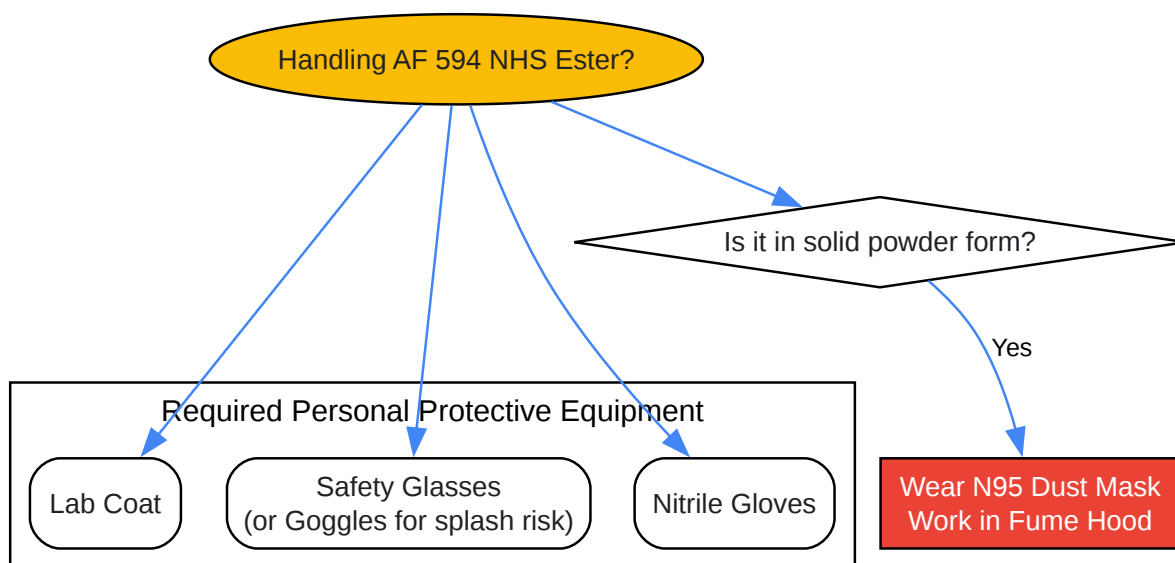 Handling AF 594 NHS Ester?
Is it in solid powder form?
Yes
Required Personal Protective Equipment
Lab Coat
Safety Glasses
(or Goggles for splash risk)
Nitrile Gloves
Wear N95 Dust Mask
Work in Fume Hood